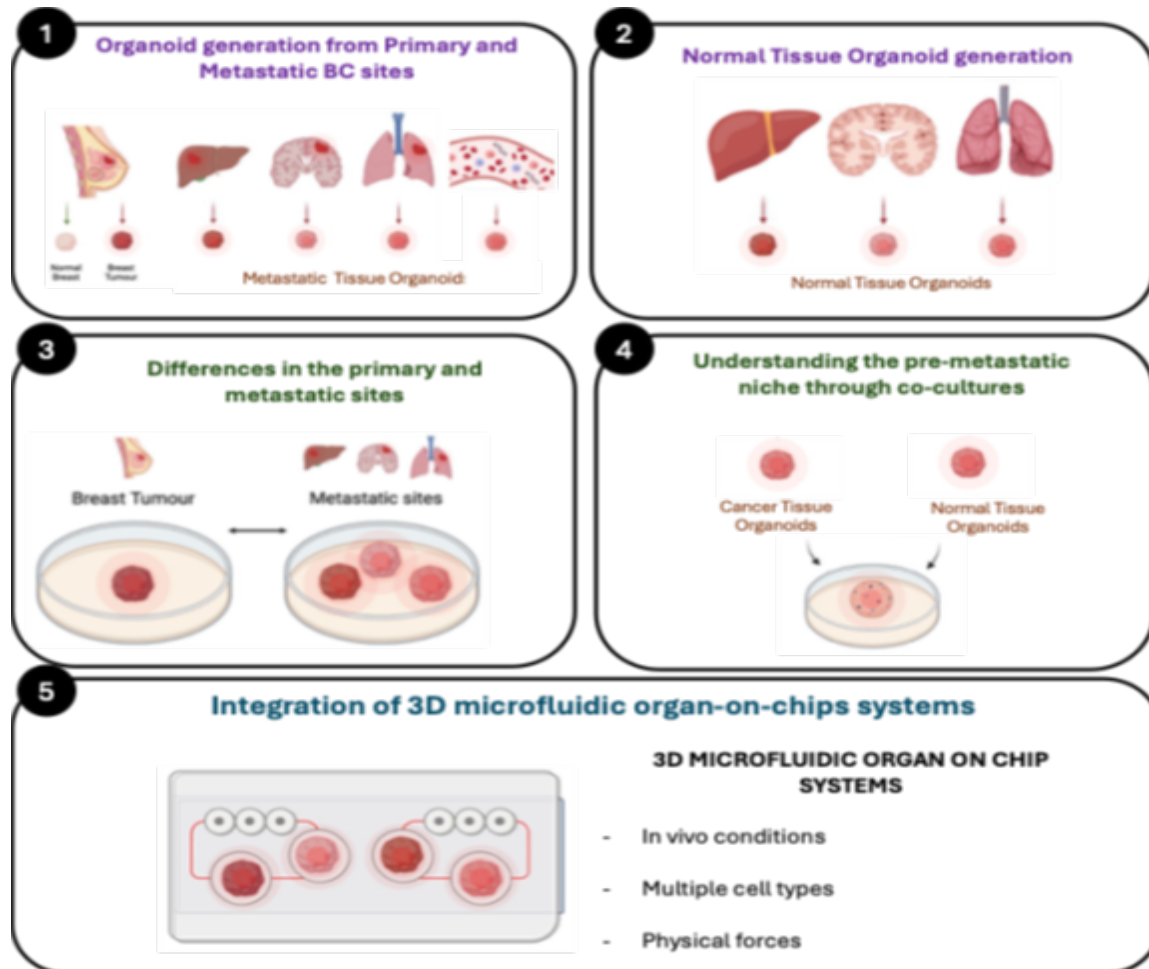 1
Organoid generation from Primary and
Metastatic BC sites
Normal
Breast
Breast
Tumour
Metastatic Tissue Organoid:
2
Normal Tissue Organoid generation
Normal Tissue Organoids
3
Differences in the primary and
metastatic sites
Breast Tumour
Metastatic sites
4
Understanding the pre-metastatic
niche through co-cultures
Cancer Tissue
Organoids
Normal Tissue
Organoids
5
Integration of 3D microfluidic organ-on-chips systems
3D MICROFLUIDIC ORGAN ON CHIP
SYSTEMS
- In vivo conditions
- Multiple cell types
- Physical forces